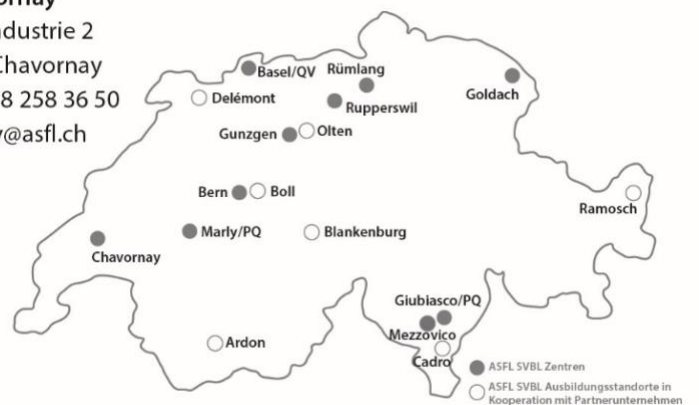 dustrie 2
Chavornay
8 258 36 50
@asfl.ch
Basel/QV Rümlang
Delémont
Rupperswil
Goldach
Gunzgen Olten
Bern Boll
Ramosch
Marly/PQ Blankenburg
Chavornay
Giubiasco/PQ
Mezzovico
Ardon
Cadro
ASFL SVBL Zentren
ASFL SVBL Ausbildungsstandorte in
Kooperation mit Partnerunternehmen